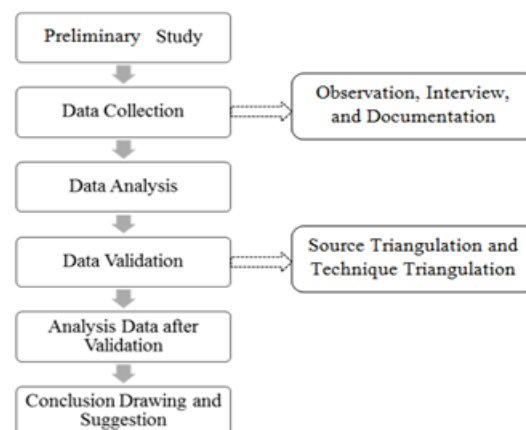 Preliminary Study
Data Collection
Observation, Interview,
and Documentation
Data Analysis
Data Validation
Source Triangulation and
Technique Triangulation
Analysis Data after
Validation
Conclusion Drawing and
Suggestion